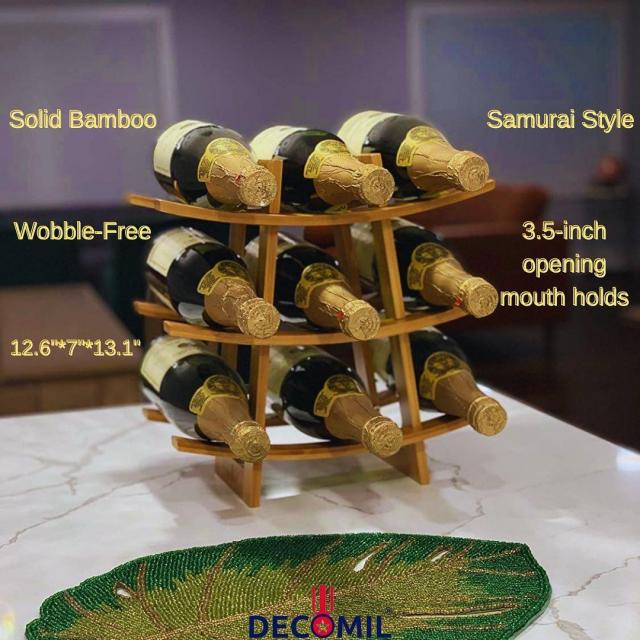 Solid Bamboo
Samurai Style
Wobble-Free
3.5-inch
opening
mouth holds
12.6"*7"*13.1"
DECOMIL